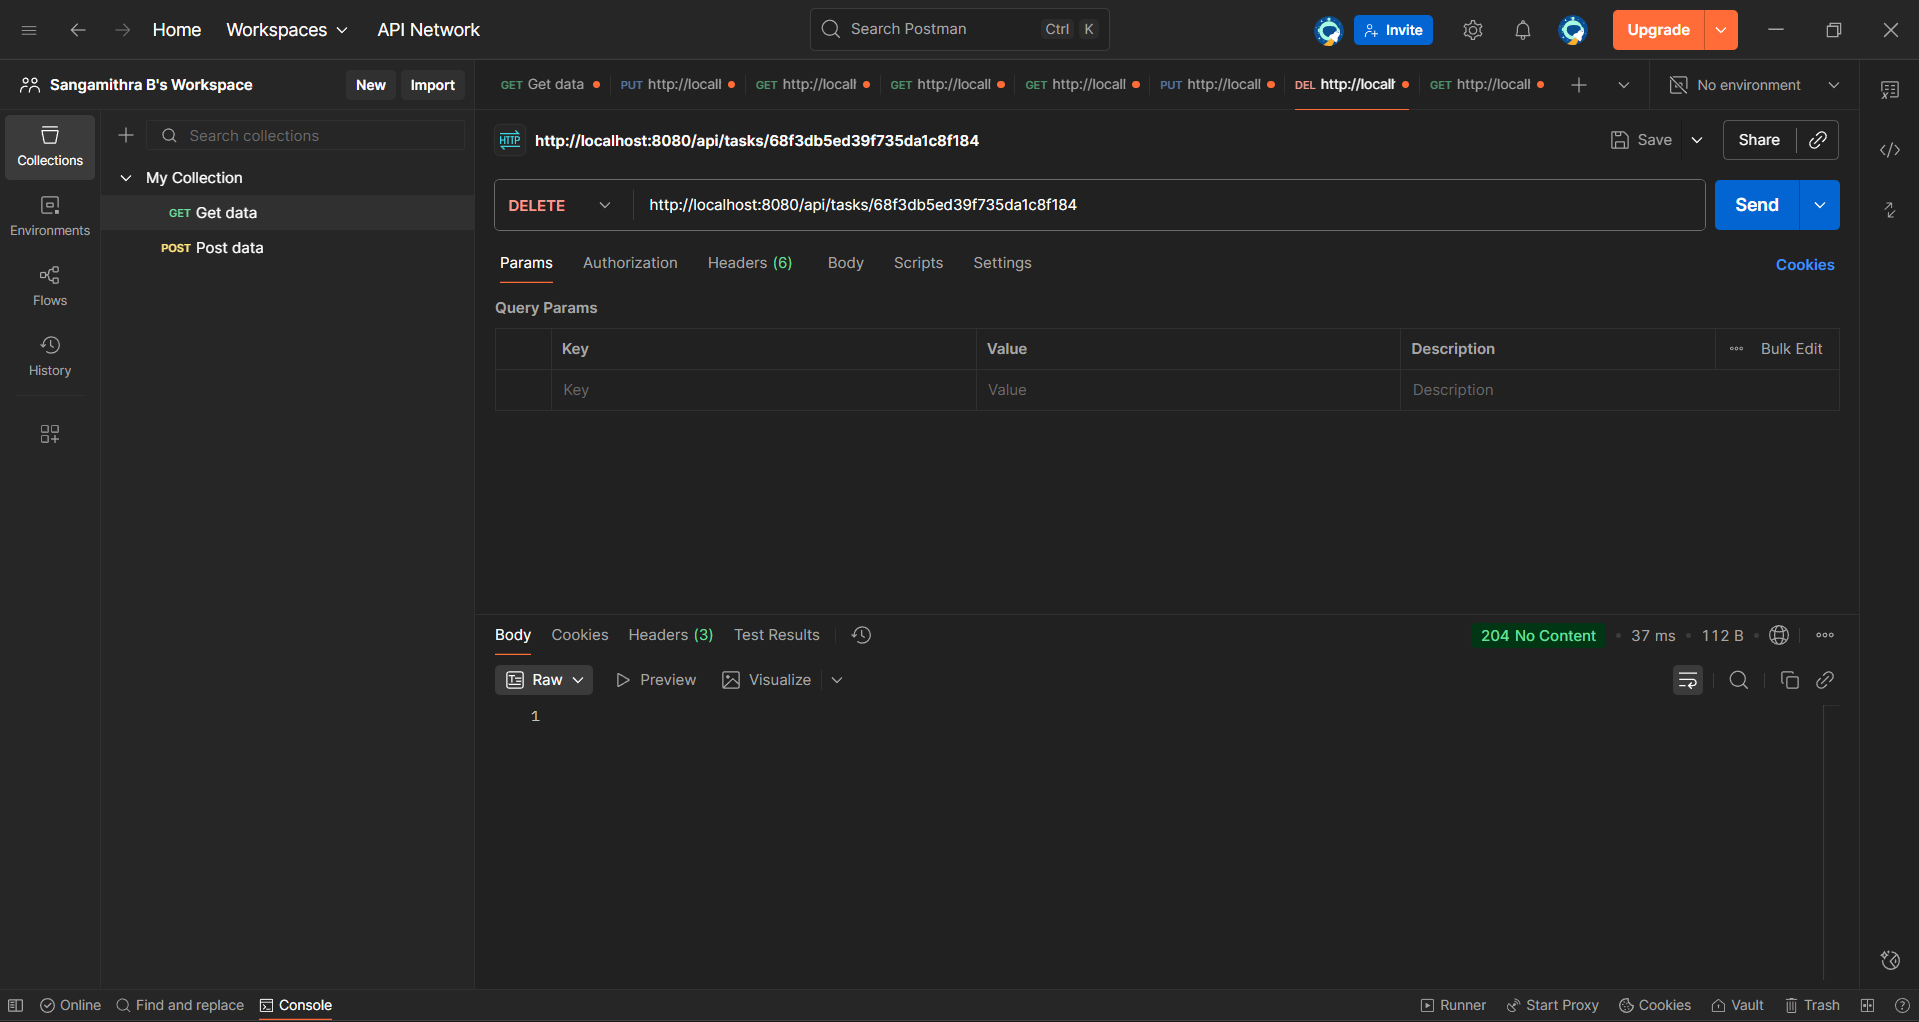 Home Workspaces API Network Search Postman Ctrl K Invite Upgrade
Sangamithra B's Workspace New Import
GET Get data PUT http://locall GET http://locall GET http://locall GET http://locall PUT http://locall DEL http://localh GET http://locall No environment
Collections
Environments
Flows
History
Search collections
My Collection
GET Get data
POST Post data
HTTP http://localhost:8080/api/tasks/68f3db5ed39f735da1c8f184 Save Share
DELETE http://localhost:8080/api/tasks/68f3db5ed39f735da1c8f184 Send
Params Authorization Headers (6) Body Scripts Settings Cookies
Query Params
Key Value Description Bulk Edit
Key Value Description
Body Cookies Headers (3) Test Results 204 No Content 37 ms 112 B
Raw Preview Visualize
1
Online Find and replace Console Runner Start Proxy Cookies Vault Trash